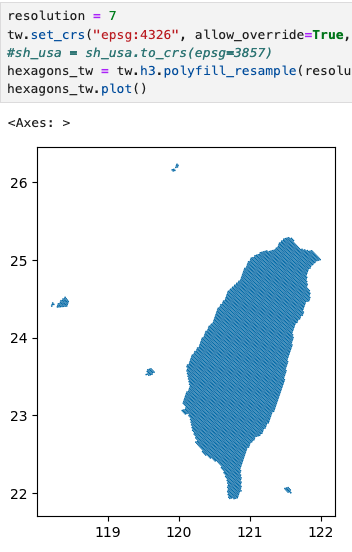 resolution = 7
tw.set_crs("epsg:4326", allow_override=True,
#sh_usa = sh_usa.to_crs(epsg=3857)
hexagons_tw = tw.h3.polyfill_resample(resolu
hexagons_tw.plot()
<Axes: >
26
25
24
23
22
119 120 121 122